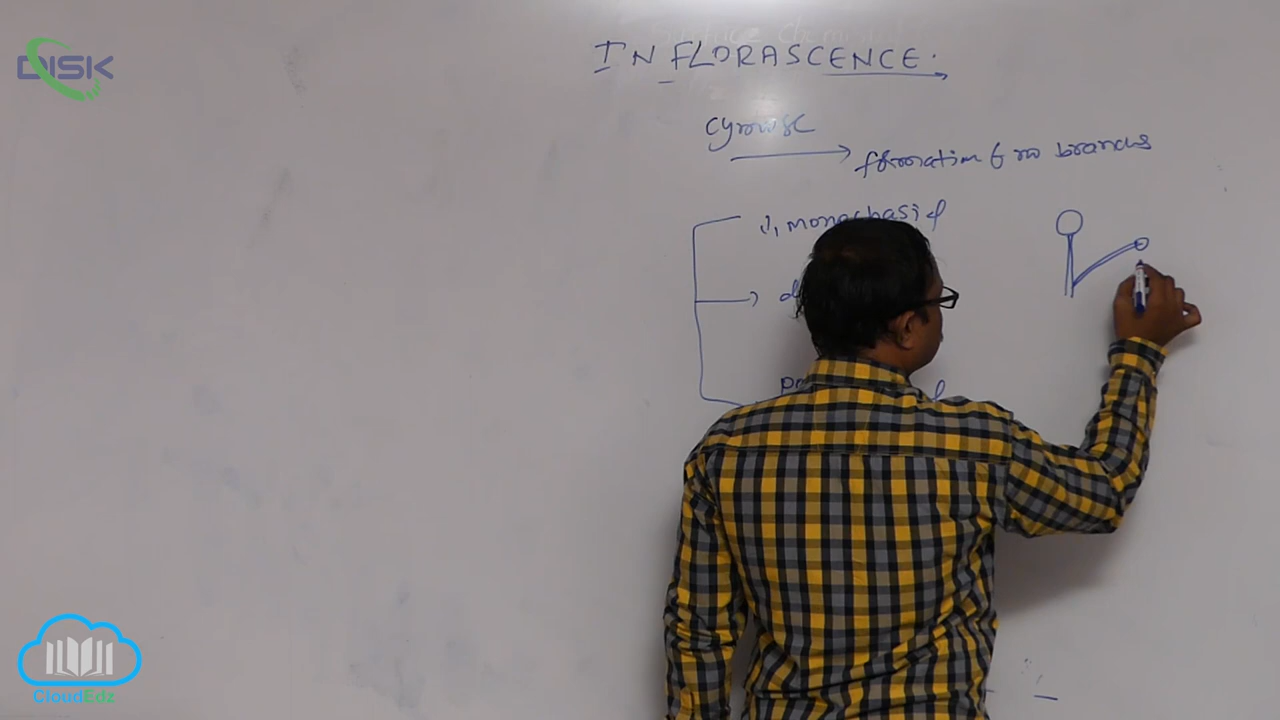 DISK
INFLORASCENCE.
Cymose
formation of no branches
1, monochasial
CloudEdz